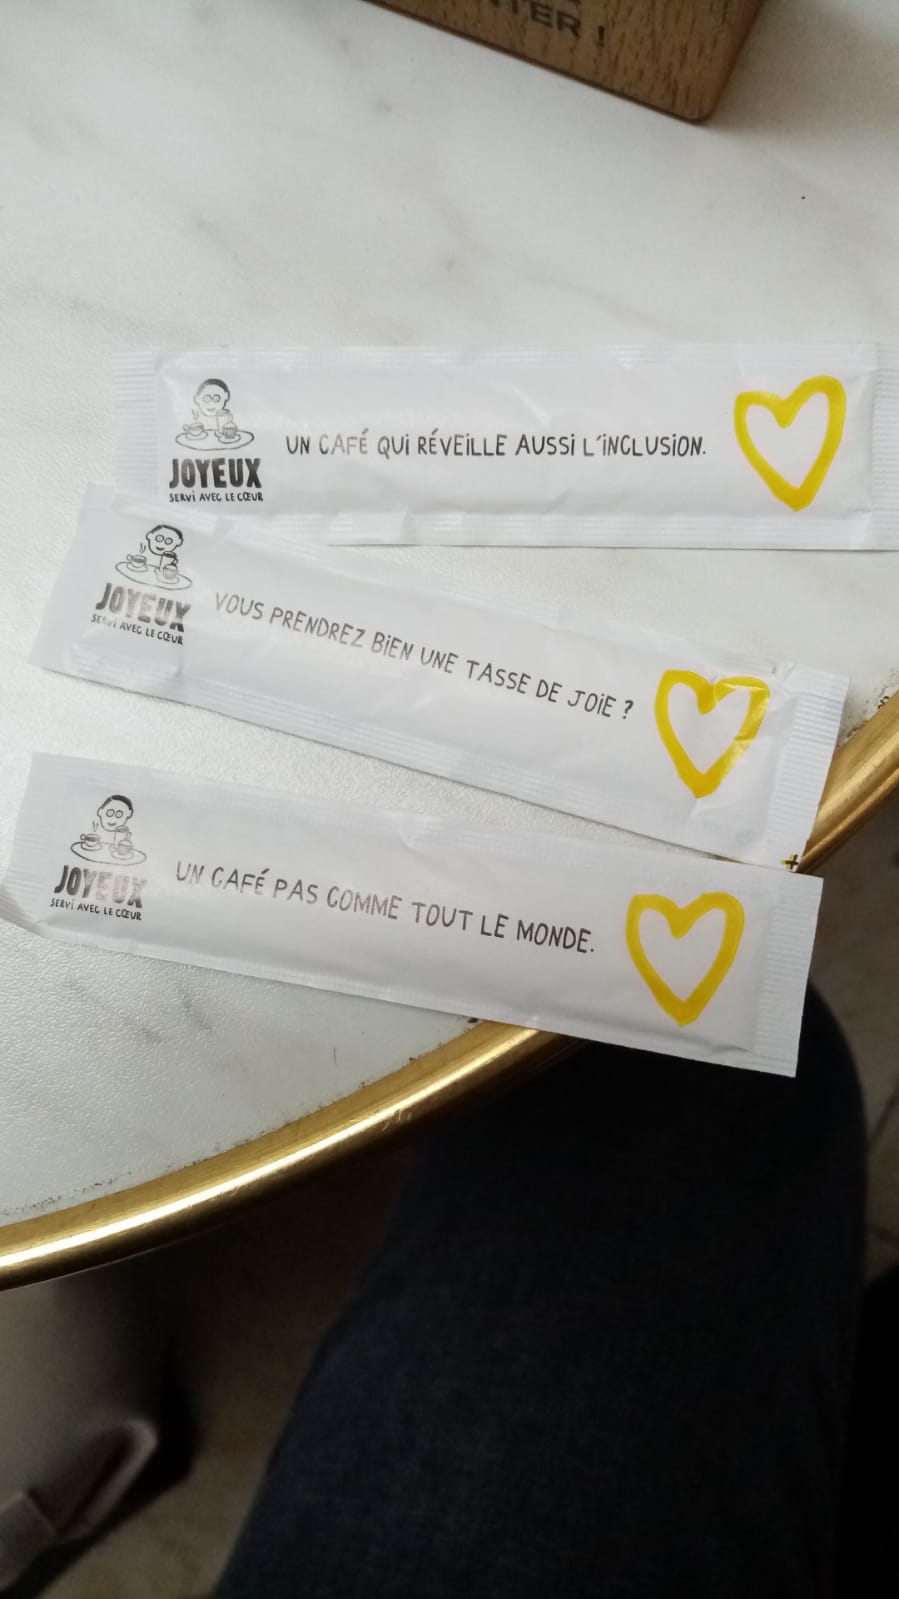 NTER !
UN CAFÉ QUI RÉVEILLE AUSSI L'INCLUSION.
JOYEUX
SERVI AVEC LE CŒUR
VOUS PRENDREZ BIEN UNE TASSE DE JOIE ?
JOYEUX
SERVI AVEC LE CŒUR
UN CAFÉ PAS COMME TOUT LE MONDE.
JOYEUX
SERVI AVEC LE CŒUR